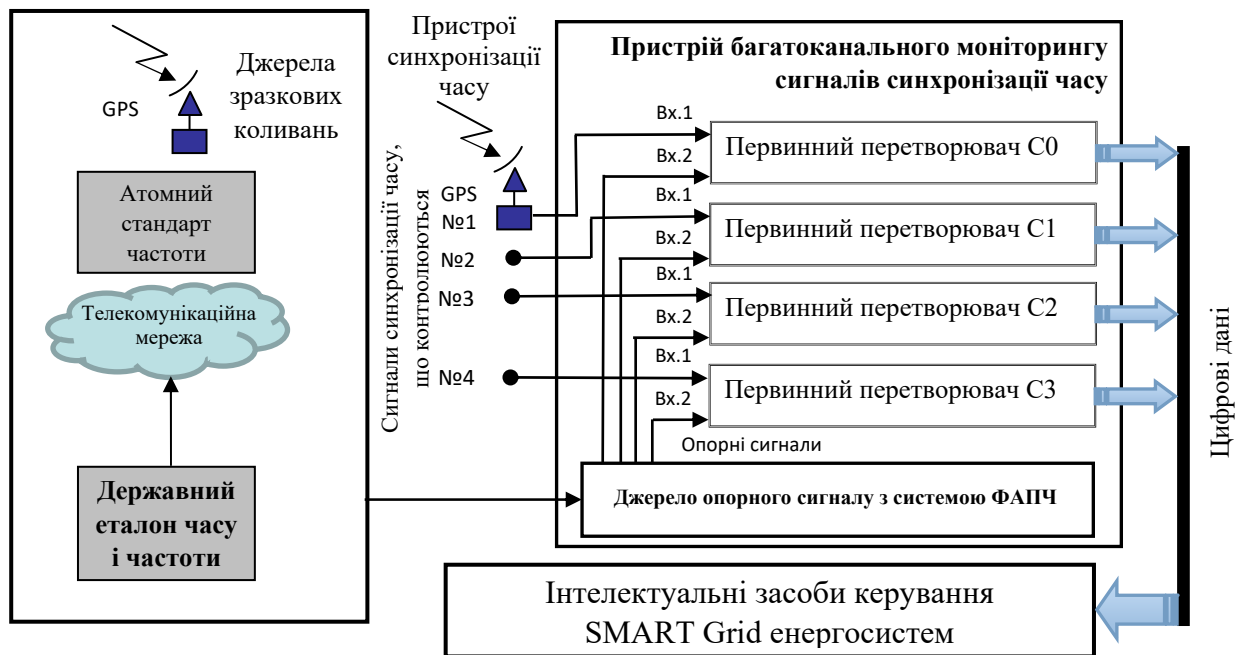 GPS
Джерела
зразкових
коливань
Атомний
стандарт
частоти
Телекомунікаційна
мережа
Державний
еталон часу
і частоти
Пристрої
синхронізації
часу
Сигнали синхронізації часу,
що контролюються
GPS
№1
№2
№3
№4
Пристрій багатоканального моніторингу
сигналів синхронізації часу
Вх.1
Вх.2
Первинний перетворювач С0
Вх.1
Вх.2
Первинний перетворювач С1
Вх.1
Вх.2
Первинний перетворювач С2
Вх.1
Вх.2
Первинний перетворювач С3
Опорні сигнали
Джерело опорного сигналу з системою ФАПЧ
Цифрові дані
Інтелектуальні засоби керування
SMART Grid енергосистем